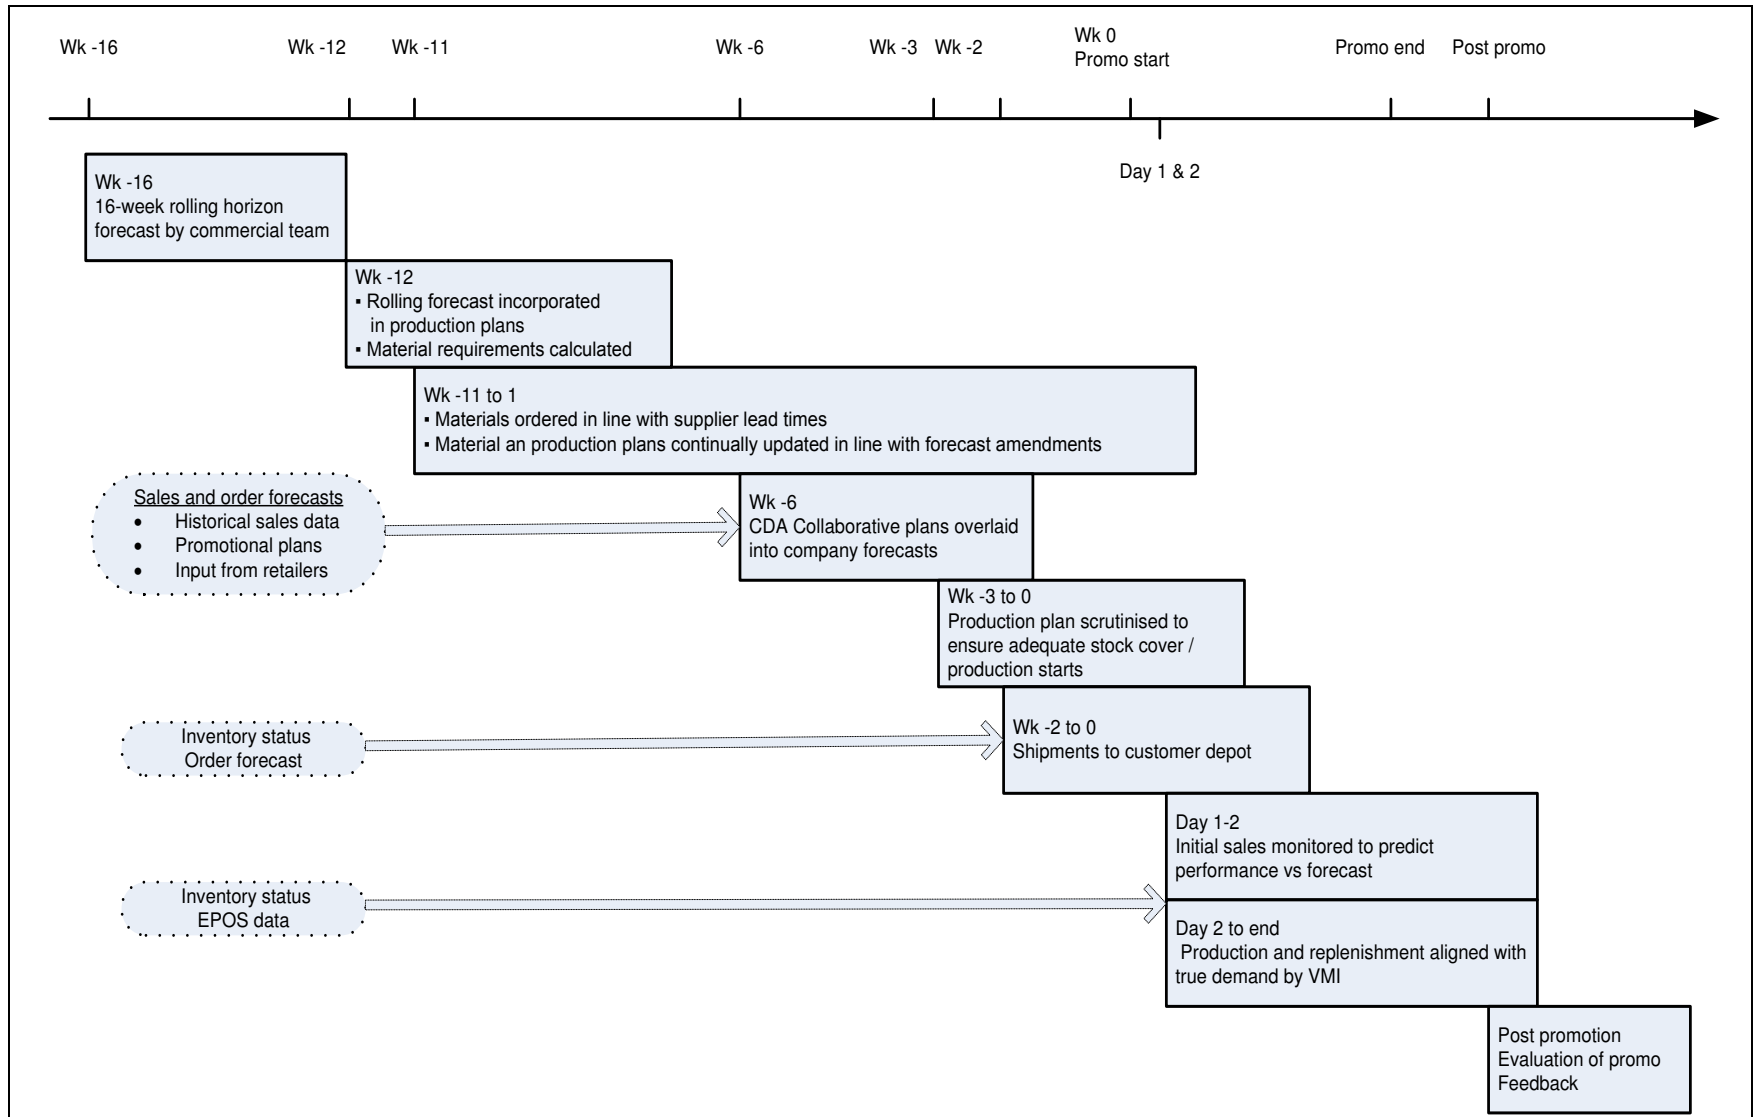 Wk -16
Wk -12
Wk -11
Wk -6
Wk -3
Wk -2
Wk 0
Promo start
Promo end
Post promo
Day 1 & 2
Wk -16
16-week rolling horizon
forecast by commercial team
Wk -12
▪ Rolling forecast incorporated
in production plans
▪ Material requirements calculated
Wk -11 to 1
▪ Materials ordered in line with supplier lead times
▪ Material an production plans continually updated in line with forecast amendments
Sales and order forecasts
• Historical sales data
• Promotional plans
• Input from retailers
Wk -6
CDA Collaborative plans overlaid
into company forecasts
Wk -3 to 0
Production plan scrutinised to
ensure adequate stock cover /
production starts
Inventory status
Order forecast
Wk -2 to 0
Shipments to customer depot
Day 1-2
Initial sales monitored to predict
performance vs forecast
Inventory status
EPOS data
Day 2 to end
Production and replenishment aligned with
true demand by VMI
Post promotion
Evaluation of promo
Feedback